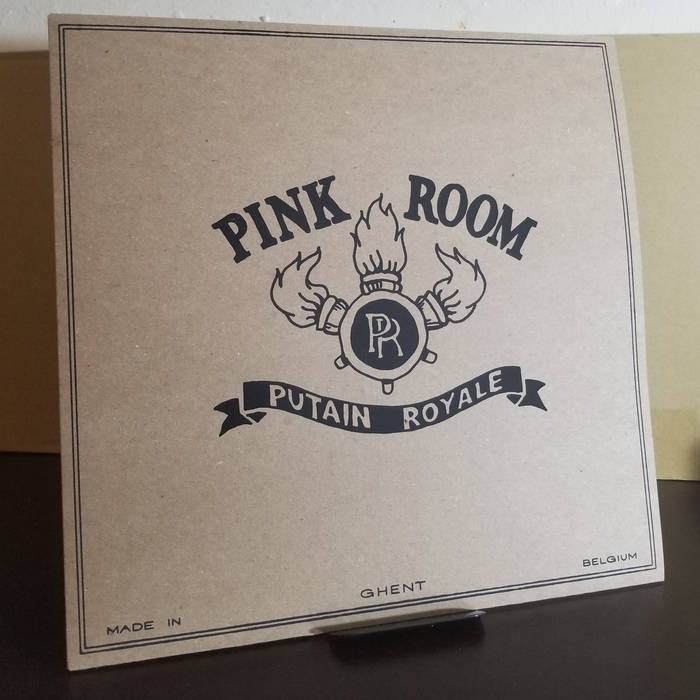 PINK ROOM
PR
PUTAIN ROYALE
MADE IN GHENT BELGIUM